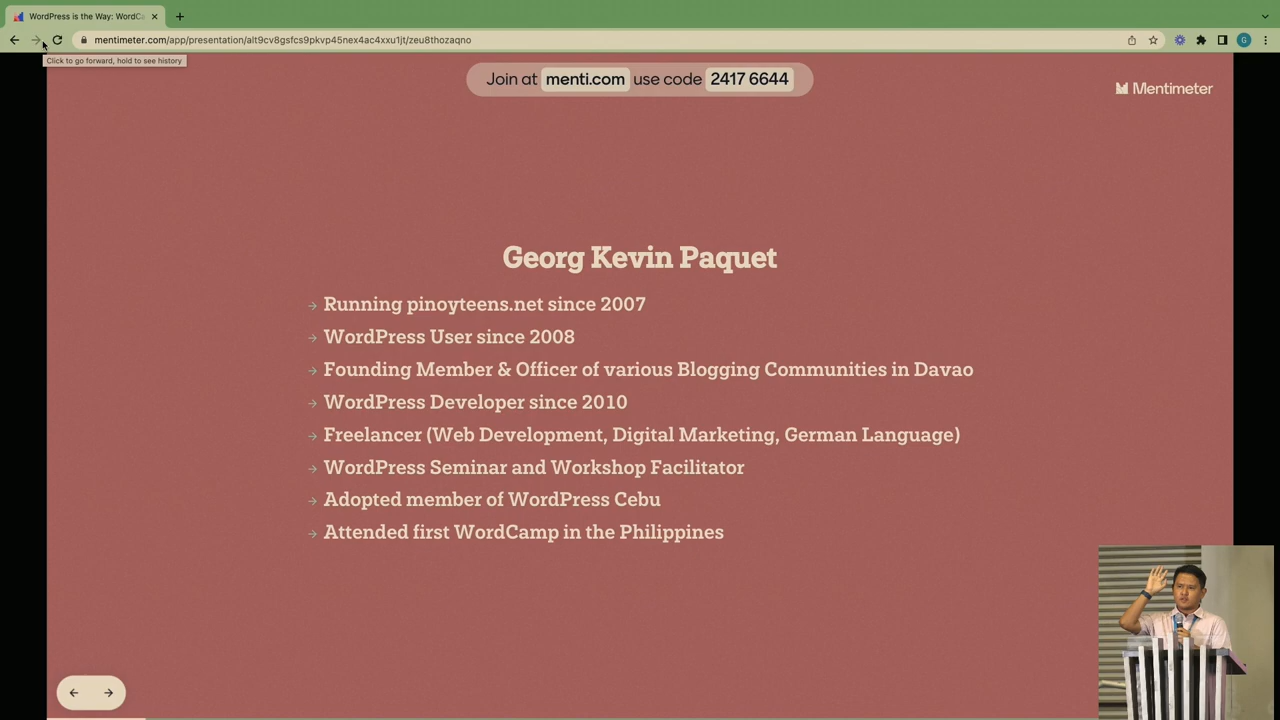 WordPress is the Way: WordCa
mentimeter.com/app/presentation/alt9cv8gsfcs9pkvp45nex4ac4xxu1jt/zeu8thozaqno
G
Click to go forward, hold to see history
Join at menti.com use code 2417 6644
Mentimeter
Georg Kevin Paquet
→ Running pinoyteens.net since 2007
→ WordPress User since 2008
→ Founding Member & Officer of various Blogging Communities in Davao
→ WordPress Developer since 2010
→ Freelancer (Web Development, Digital Marketing, German Language)
→ WordPress Seminar and Workshop Facilitator
→ Adopted member of WordPress Cebu
→ Attended first WordCamp in the Philippines